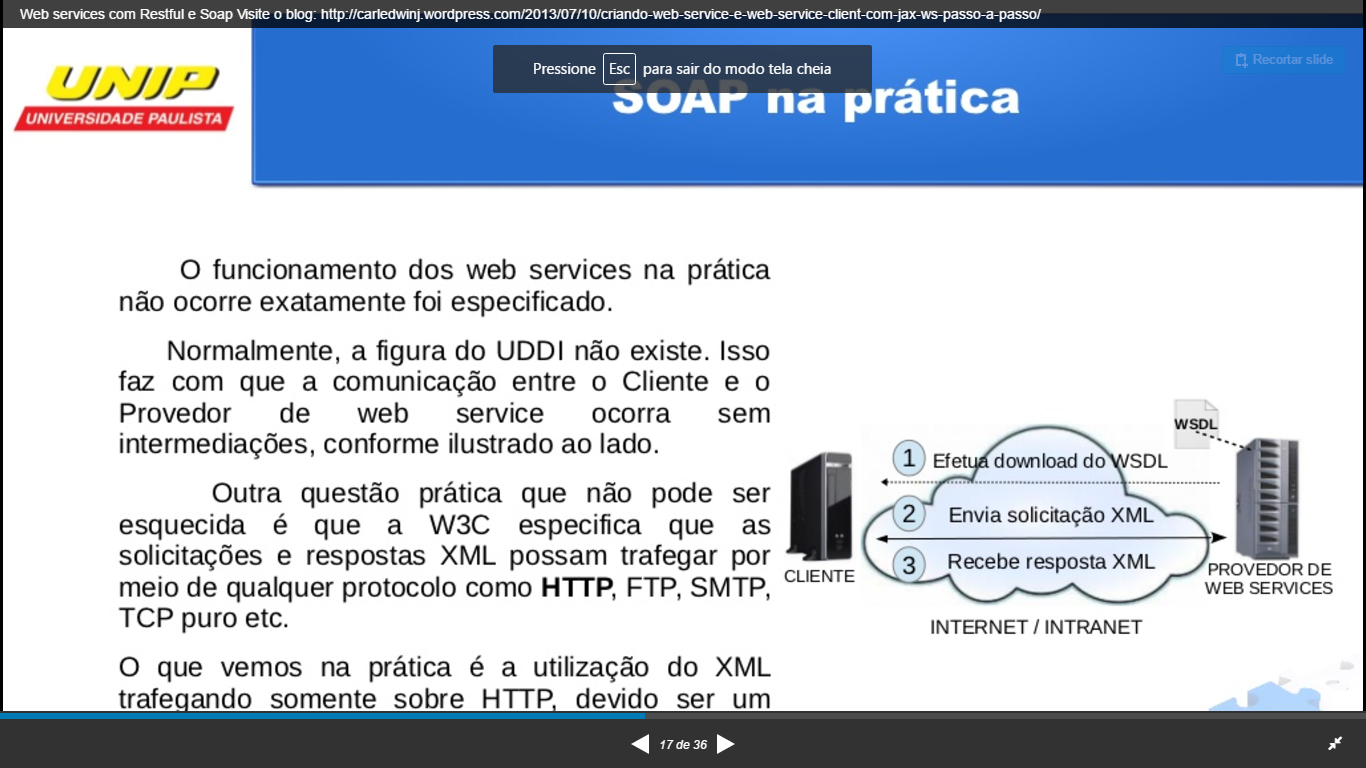 Web services com Restful e Soap Visite o blog: http://carledwinj.wordpress.com/2013/07/10/criando-web-service-e-web-service-client-com-jax-ws-passo-a-passo/
Pressione Esc para sair do modo tela cheia
Recortar slide
UNIP
UNIVERSIDADE PAULISTA
SOAP na prática
O funcionamento dos web services na prática
não ocorre exatamente foi especificado.
Normalmente, a figura do UDDI não existe. Isso
faz com que a comunicação entre o Cliente e o
Provedor de web service ocorra sem
intermediações, conforme ilustrado ao lado.
Outra questão prática que não pode ser
esquecida é que a W3C especifica que as
solicitações e respostas XML possam trafegar por
meio de qualquer protocolo como HTTP, FTP, SMTP,
TCP puro etc.
O que vemos na prática é a utilização do XML
trafegando somente sobre HTTP, devido ser um
WSDL
1 Efetua download do WSDL
2 Envia solicitação XML
3 Recebe resposta XML
CLIENTE
PROVEDOR DE
WEB SERVICES
INTERNET / INTRANET
17 de 36